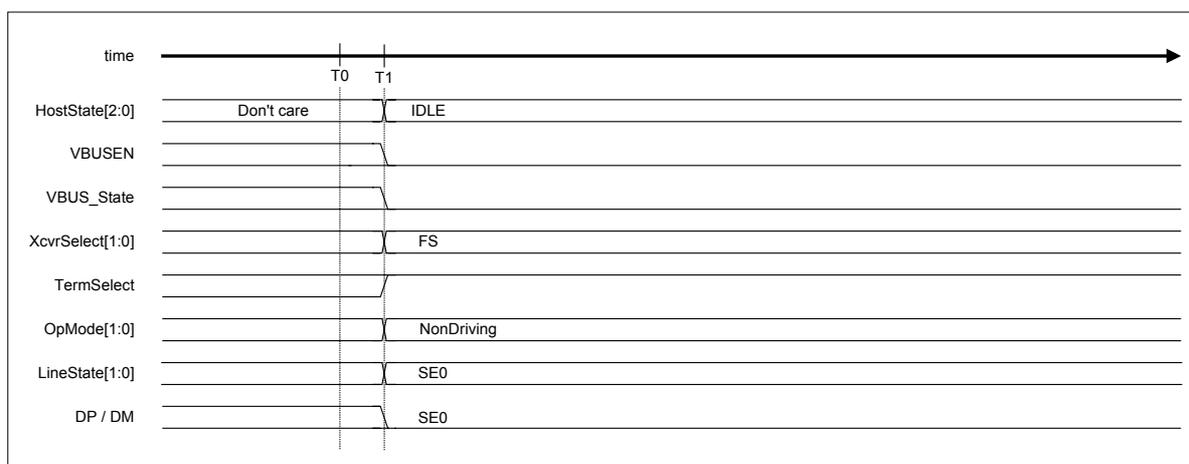 time
T0 T1
HostState[2:0] Don't care IDLE
VBUSEN
VBUS_State
XcvrSelect[1:0] FS
TermSelect
OpMode[1:0] NonDriving
LineState[1:0] SE0
DP / DM SE0